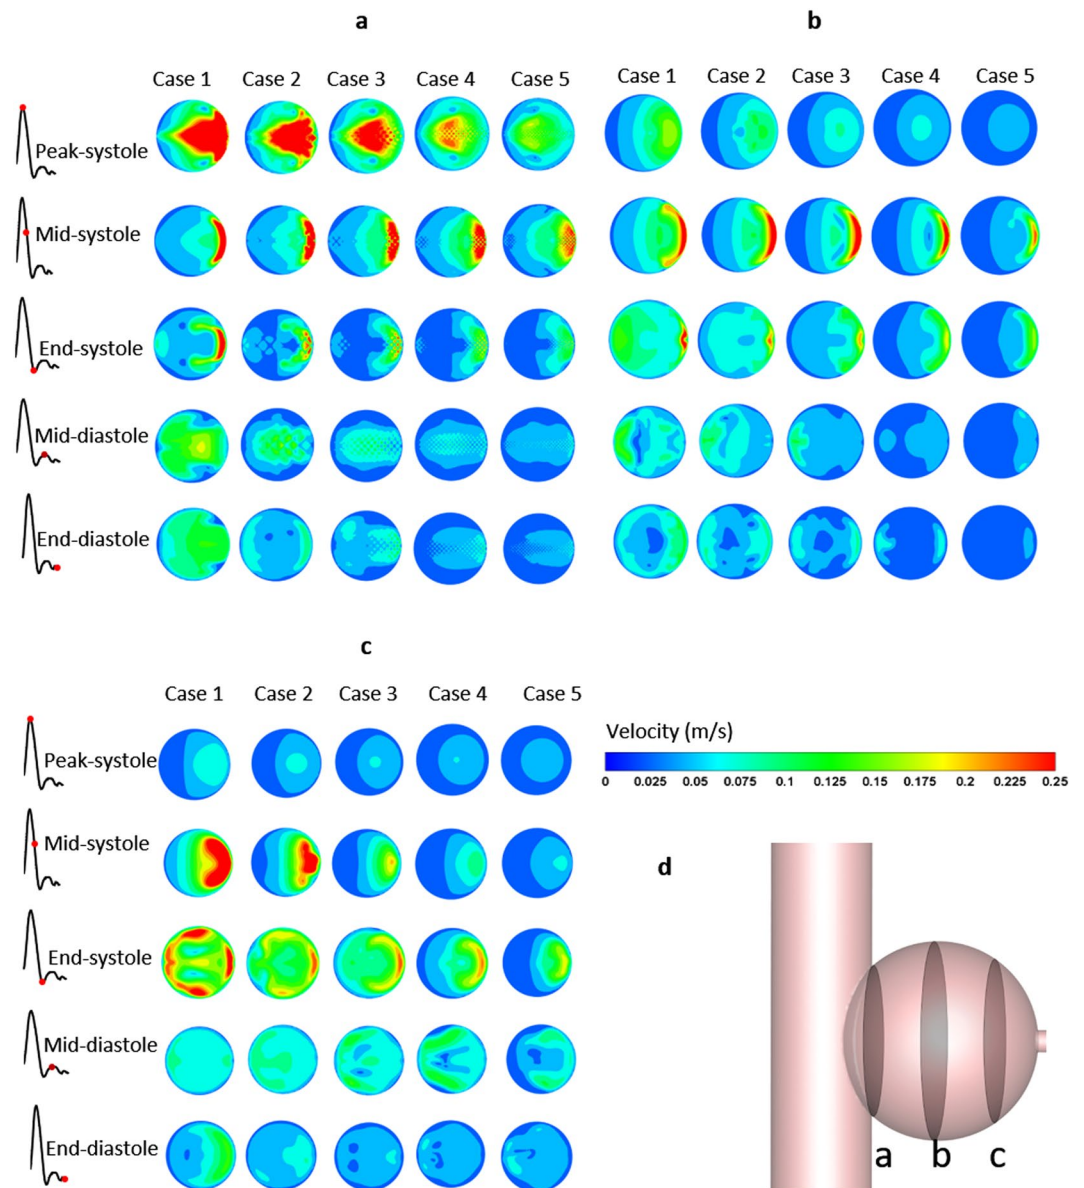 a
Case 1 Case 2 Case 3 Case 4 Case 5
Peak-systole
Mid-systole
End-systole
Mid-diastole
End-diastole
b
Case 1 Case 2 Case 3 Case 4 Case 5
c
Case 1 Case 2 Case 3 Case 4 Case 5
Peak-systole
Mid-systole
End-systole
Mid-diastole
End-diastole
Velocity (m/s)
0 0.025 0.05 0.075 0.1 0.125 0.15 0.175 0.2 0.225 0.25
d
a b c